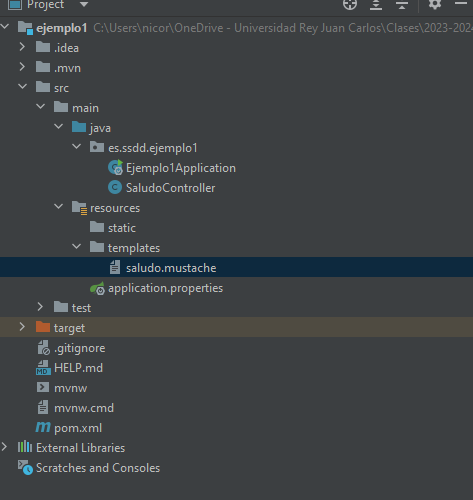 Project
ejemplo1 C:\Users\nicor\OneDrive - Universidad Rey Juan Carlos\Clases\2023-2024
.idea
.mvn
src
main
java
es.ssdd.ejemplo1
Ejemplo1Application
C SaludoController
resources
static
templates
saludo.mustache
application.properties
test
target
.gitignore
MD HELP.md
mvnw
mvnw.cmd
m pom.xml
External Libraries
Scratches and Consoles